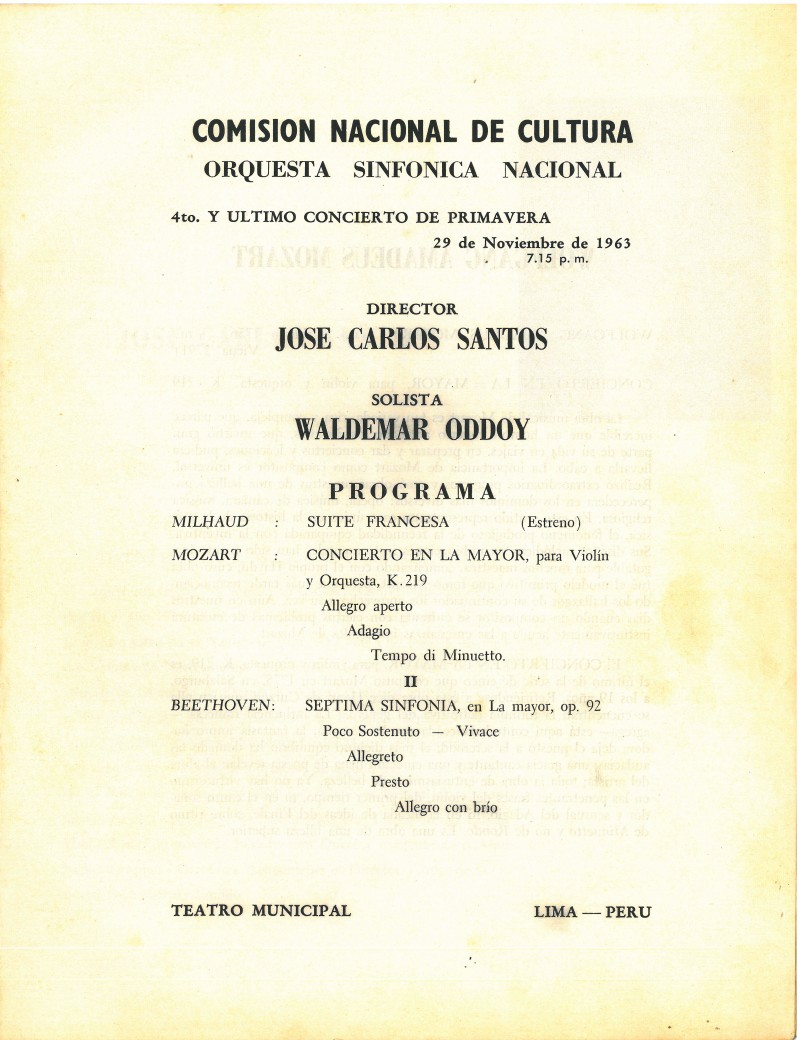 COMISION NACIONAL DE CULTURA
ORQUESTA SINFONICA NACIONAL
4to. Y ULTIMO CONCIERTO DE PRIMAVERA
29 de Noviembre de 1963
7.15 p. m.
DIRECTOR
JOSE CARLOS SANTOS
SOLISTA
WALDEMAR ODDOY
PROGRAMA
MILHAUD : SUITE FRANCESA (Estreno)
MOZART : CONCIERTO EN LA MAYOR, para Violín
y Orquesta, K. 219
Allegro aperto
Adagio
Tempo di Minuetto.
II
BEETHOVEN: SEPTIMA SINFONIA, en La mayor, op. 92
Poco Sostenuto — Vivace
Allegreto
Presto
Allegro con brío
TEATRO MUNICIPAL LIMA — PERU